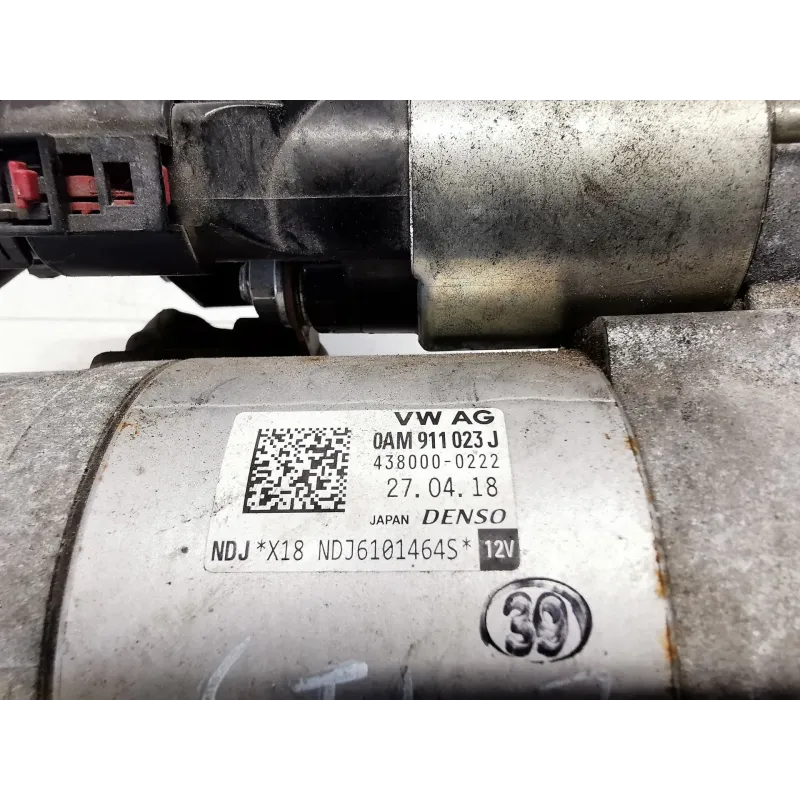 VW AG
0AM 911 023 J
438000-0222
27.04.18
JAPAN DENSO
NDJ *X18 NDJ6101464S* 12V
39